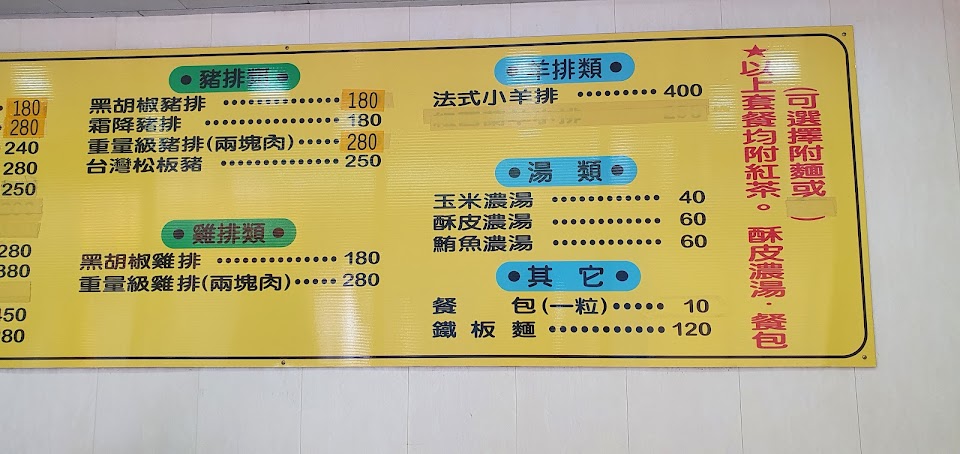 180
280
240
280
250
280
380
450
280
豬排類
黑胡椒豬排 180
霜降豬排 180
重量級豬排(兩塊肉) 280
台灣松板豬 250
雞排類
黑胡椒雞排 180
重量級雞排(兩塊肉) 280
羊排類
法式小羊排 400
湯 類
玉米濃湯 40
酥皮濃湯 60
鮪魚濃湯 60
其 它
餐 包(一粒) 10
鐵板麵 120
★以上套餐均附紅茶。酥皮濃湯·餐包
(可選擇附麵或 )